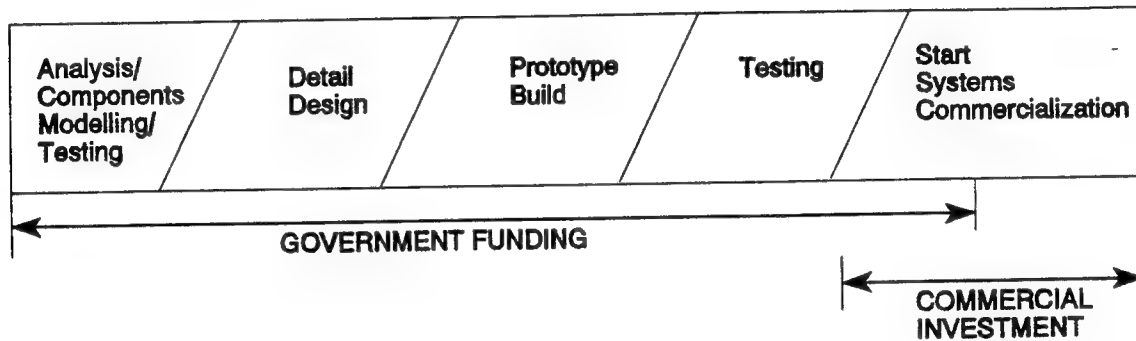 Analysis/
Components
Modelling/
Testing
Detail
Design
Prototype
Build
Testing
Start
Systems
Commercialization
GOVERNMENT FUNDING
COMMERCIAL
INVESTMENT